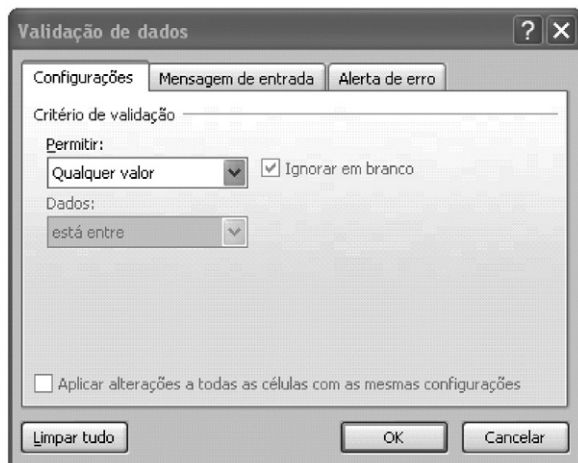 Validação de dados
Configurações Mensagem de entrada Alerta de erro
Critério de validação
Permitir:
Qualquer valor Ignorar em branco
Dados:
está entre
Aplicar alterações a todas as células com as mesmas configurações
Limpar tudo OK Cancelar